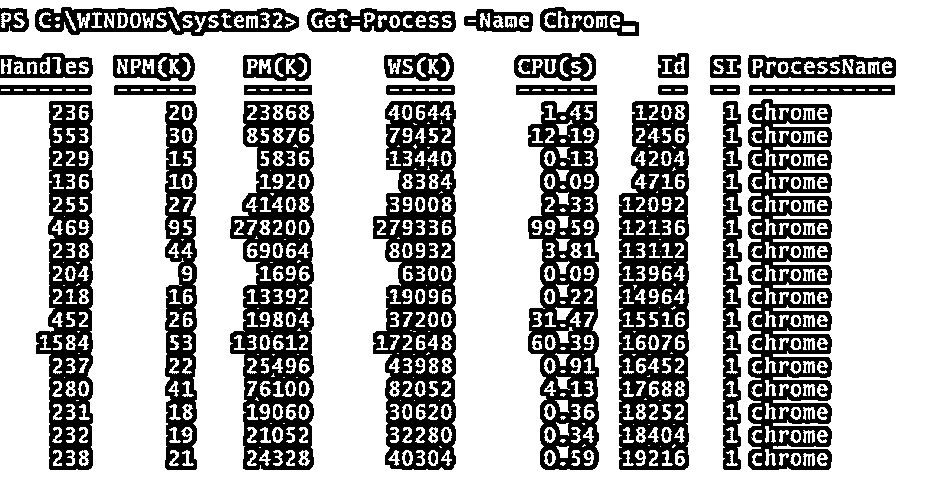 PS C:\WINDOWS\system32> Get-Process -Name Chrome_
Handles NPM(K) PM(K) WS(K) CPU(s) Id SI ProcessName
------- ------ ----- ----- ------ -- -- -----------
236 20 23868 40644 1.45 1208 1 chrome
553 30 85876 79452 12.19 2456 1 chrome
229 15 5836 13440 0.13 4204 1 chrome
136 10 1920 8384 0.09 4716 1 chrome
255 27 41408 39008 2.33 12092 1 chrome
469 95 278200 279336 99.59 12136 1 chrome
238 44 69064 80932 3.81 13112 1 chrome
204 9 1696 6300 0.09 13964 1 chrome
218 16 13392 19096 0.22 14964 1 chrome
452 26 19804 37200 31.47 15516 1 chrome
1584 53 130612 172648 60.39 16076 1 chrome
237 22 25496 43988 0.91 16452 1 chrome
280 41 76100 82052 4.13 17688 1 chrome
231 18 19060 30620 0.36 18252 1 chrome
232 19 21052 32280 0.34 18404 1 chrome
238 21 24328 40304 0.59 19216 1 chrome